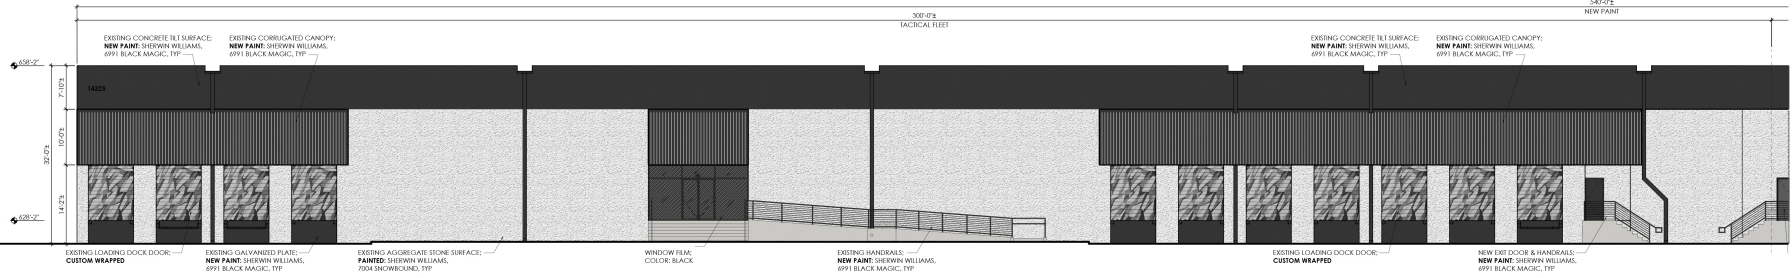 540'-0"±
300'-0"±
NEW PAINT
TACTICAL FLEET
EXISTING CONCRETE TILT SURFACE;
NEW PAINT: SHERWIN WILLIAMS,
6991 BLACK MAGIC, TYP
EXISTING CORRUGATED CANOPY;
NEW PAINT: SHERWIN WILLIAMS,
6991 BLACK MAGIC, TYP
EXISTING CONCRETE TILT SURFACE;
NEW PAINT: SHERWIN WILLIAMS,
6991 BLACK MAGIC, TYP
EXISTING CORRUGATED CANOPY;
NEW PAINT: SHERWIN WILLIAMS,
6991 BLACK MAGIC, TYP
658'-2"
7'-10"±
14325
10'-0"±
32'-0"±
14'-2"±
628'-2"
EXISTING LOADING DOCK DOOR;
CUSTOM WRAPPED
EXISTING GALVANIZED PLATE;
NEW PAINT: SHERWIN WILLIAMS,
6991 BLACK MAGIC, TYP
EXISTING AGGREGATE STONE SURFACE;
PAINTED: SHERWIN WILLIAMS,
7004 SNOWBOUND, TYP
WINDOW FILM;
COLOR: BLACK
EXISTING HANDRAILS;
NEW PAINT: SHERWIN WILLIAMS,
6991 BLACK MAGIC, TYP
EXISTING LOADING DOCK DOOR;
CUSTOM WRAPPED
NEW EXIT DOOR & HANDRAILS;
NEW PAINT: SHERWIN WILLIAMS,
6991 BLACK MAGIC, TYP